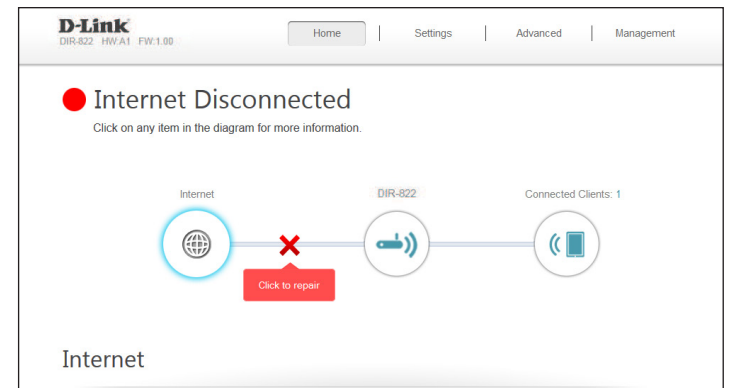 D-Link
DIR-822 HW:A1 FW:1.00
Home | Settings | Advanced | Management
Internet Disconnected
Click on any item in the diagram for more information.
Internet
DIR-822
Connected Clients: 1
Click to repair
Internet